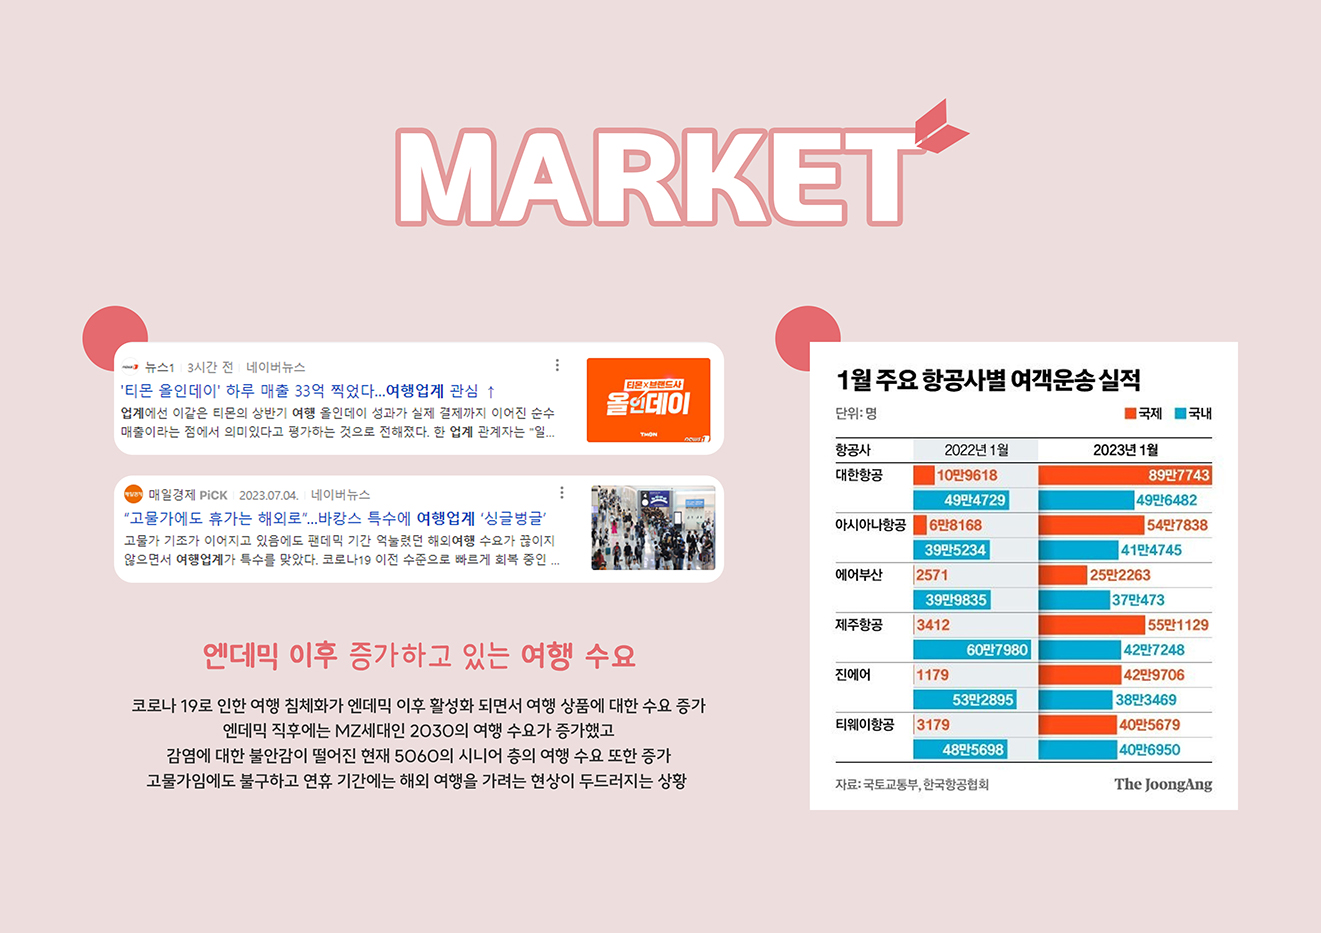 MARKET
뉴스1 3시간 전 네이버뉴스
'티몬 올인데이' 하루 매출 33억 찍었다...여행업계 관심 ↑
업계에선 이같은 티몬의 상반기 여행 올인데이 성과가 실제 결제까지 이어진 순수
매출이라는 점에서 의미있다고 평가하는 것으로 전해졌다. 한 업계 관계자는 "일...
티몬×브랜드사
올인데이
TMON
매일경제 PiCK 2023.07.04. 네이버뉴스
“고물가에도 휴가는 해외로”...바캉스 특수에 여행업계 ‘싱글벙글’
고물가 기조가 이어지고 있음에도 팬데믹 기간 억눌렸던 해외여행 수요가 끊이지
않으면서 여행업계가 특수를 맞았다. 코로나19 이전 수준으로 빠르게 회복 중인 ...
엔데믹 이후 증가하고 있는 여행 수요
코로나 19로 인한 여행 침체화가 엔데믹 이후 활성화 되면서 여행 상품에 대한 수요 증가
엔데믹 직후에는 MZ세대인 2030의 여행 수요가 증가했고
감염에 대한 불안감이 떨어진 현재 5060의 시니어 층의 여행 수요 또한 증가
고물가임에도 불구하고 연휴 기간에는 해외 여행을 가려는 현상이 두드러지는 상황
1월 주요 항공사별 여객운송 실적
단위: 명 국제 국내
항공사 2022년 1월 2023년 1월
대한항공 10만9618 89만7743
49만4729 49만6482
아시아나항공 6만8168 54만7838
39만5234 41만4745
에어부산 2571 25만2263
39만9835 37만473
제주항공 3412 55만1129
60만7980 42만7248
진에어 1179 42만9706
53만2895 38만3469
티웨이항공 3179 40만5679
48만5698 40만6950
자료: 국토교통부, 한국항공협회 The JoongAng